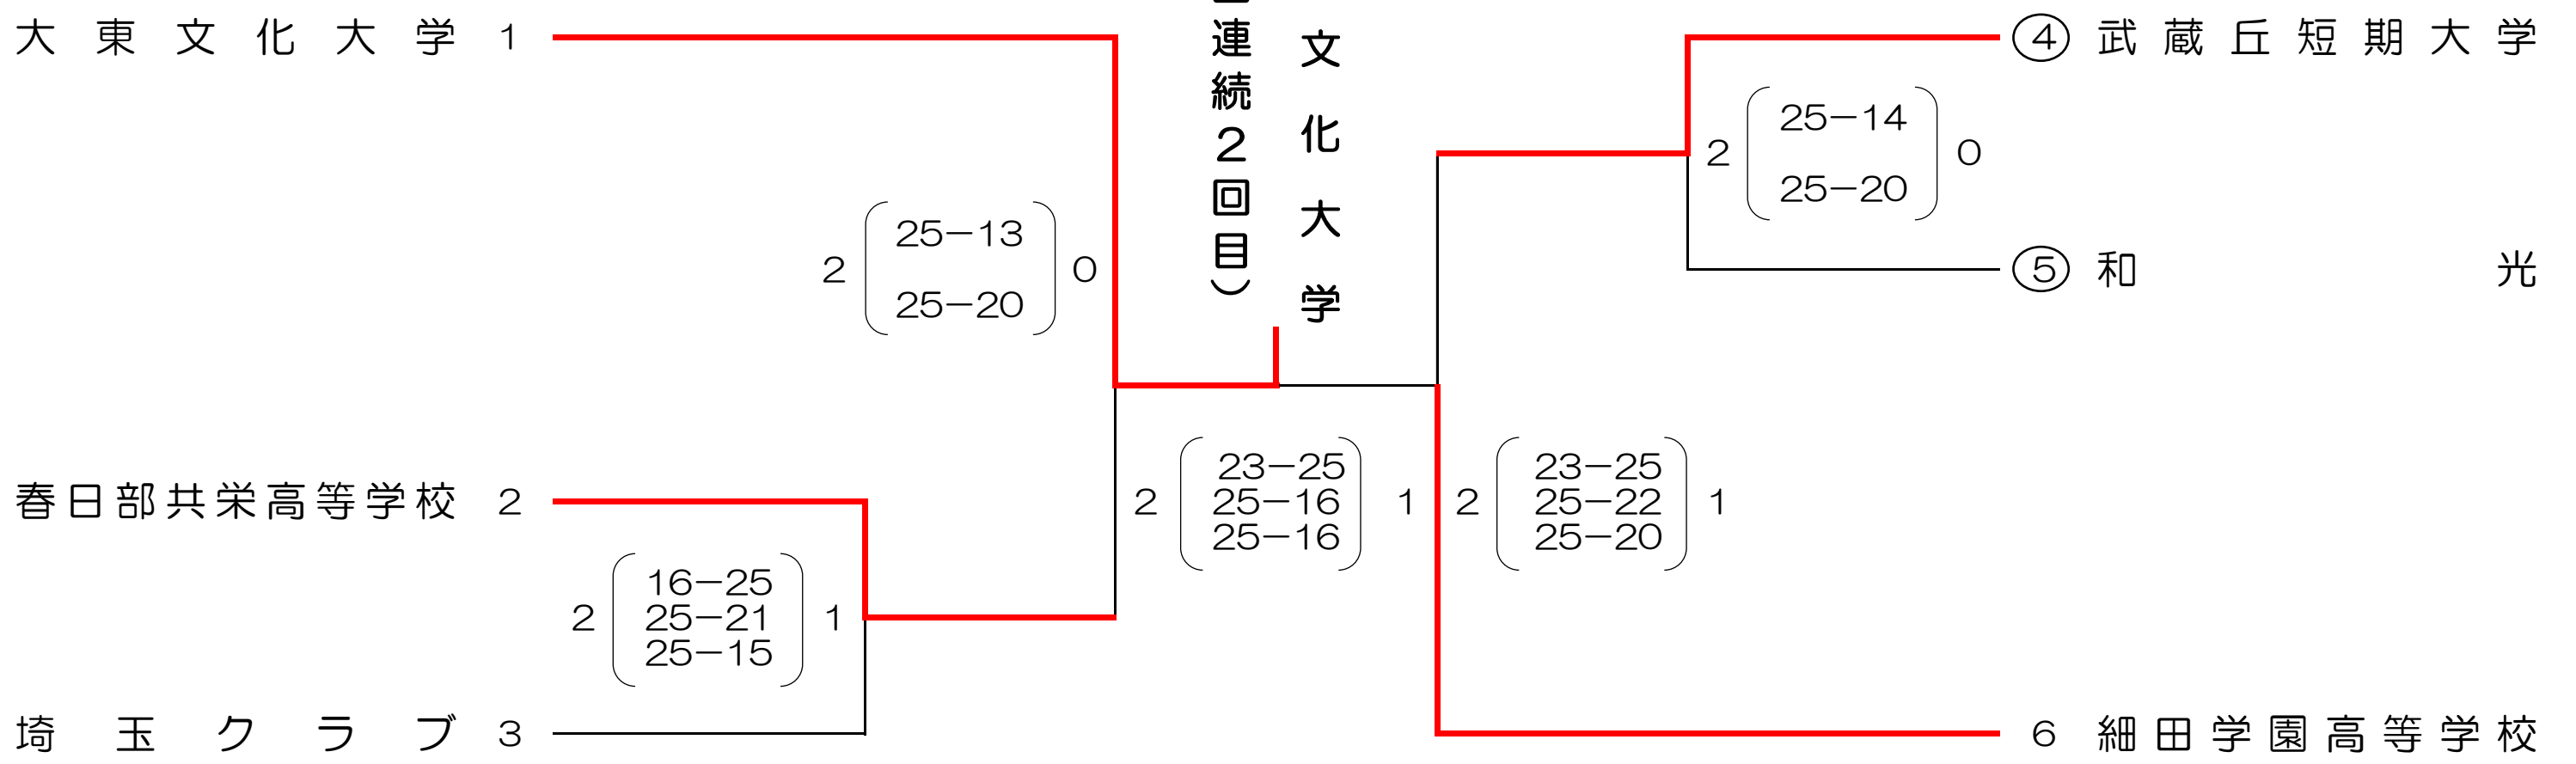 大東文化大学 1
春日部共栄高等学校 2
埼玉クラブ 3
2 16-25 1
25-21
25-15
2 25-13 0
25-20
文化大学
連続2回目)
2 23-25 1
25-16
25-16
2 23-25 1
25-22
25-20
2 25-14 0
25-20
④ 武蔵丘短期大学
⑤ 和光
6 細田学園高等学校